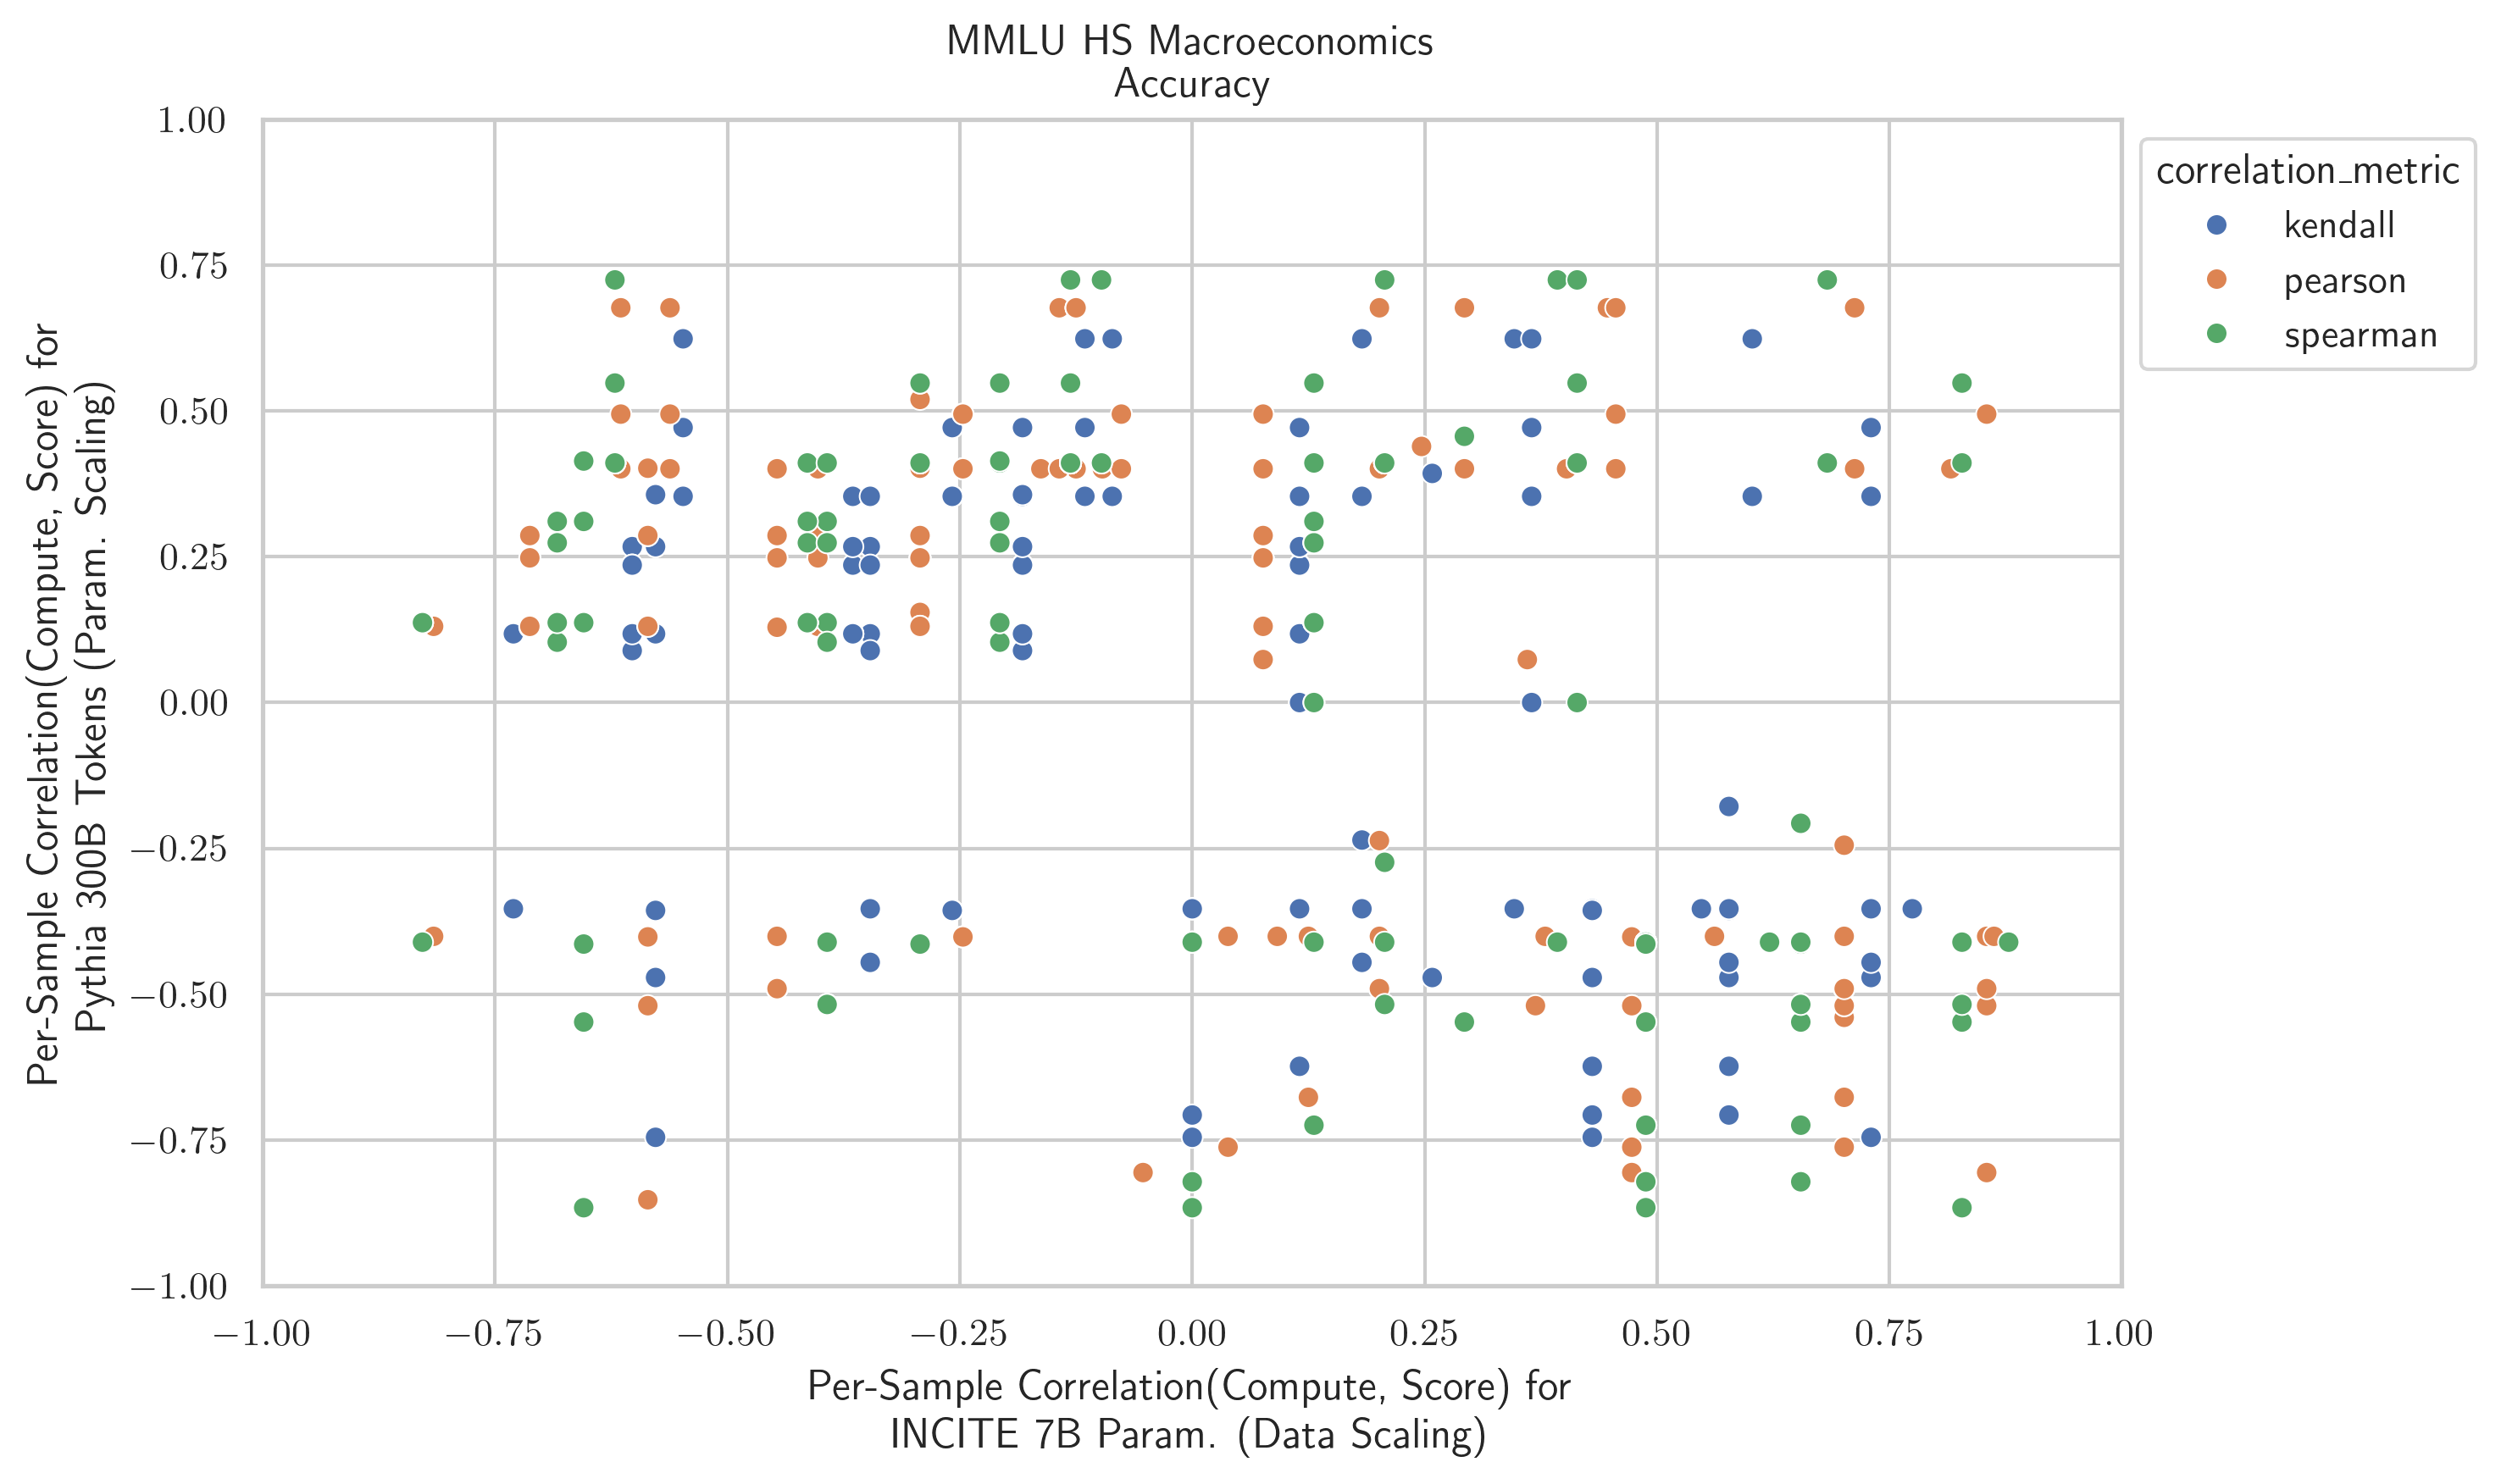 MMLU HS Macroeconomics
Accuracy
Per-Sample Correlation(Compute, Score) for
Pythia 300B Tokens (Param. Scaling)
1.00
0.75
0.50
0.25
0.00
−0.25
−0.50
−0.75
−1.00
−1.00
−0.75
−0.50
−0.25
0.00
0.25
0.50
0.75
1.00
Per-Sample Correlation(Compute, Score) for
INCITE 7B Param. (Data Scaling)
correlation_metric
kendall
pearson
spearman